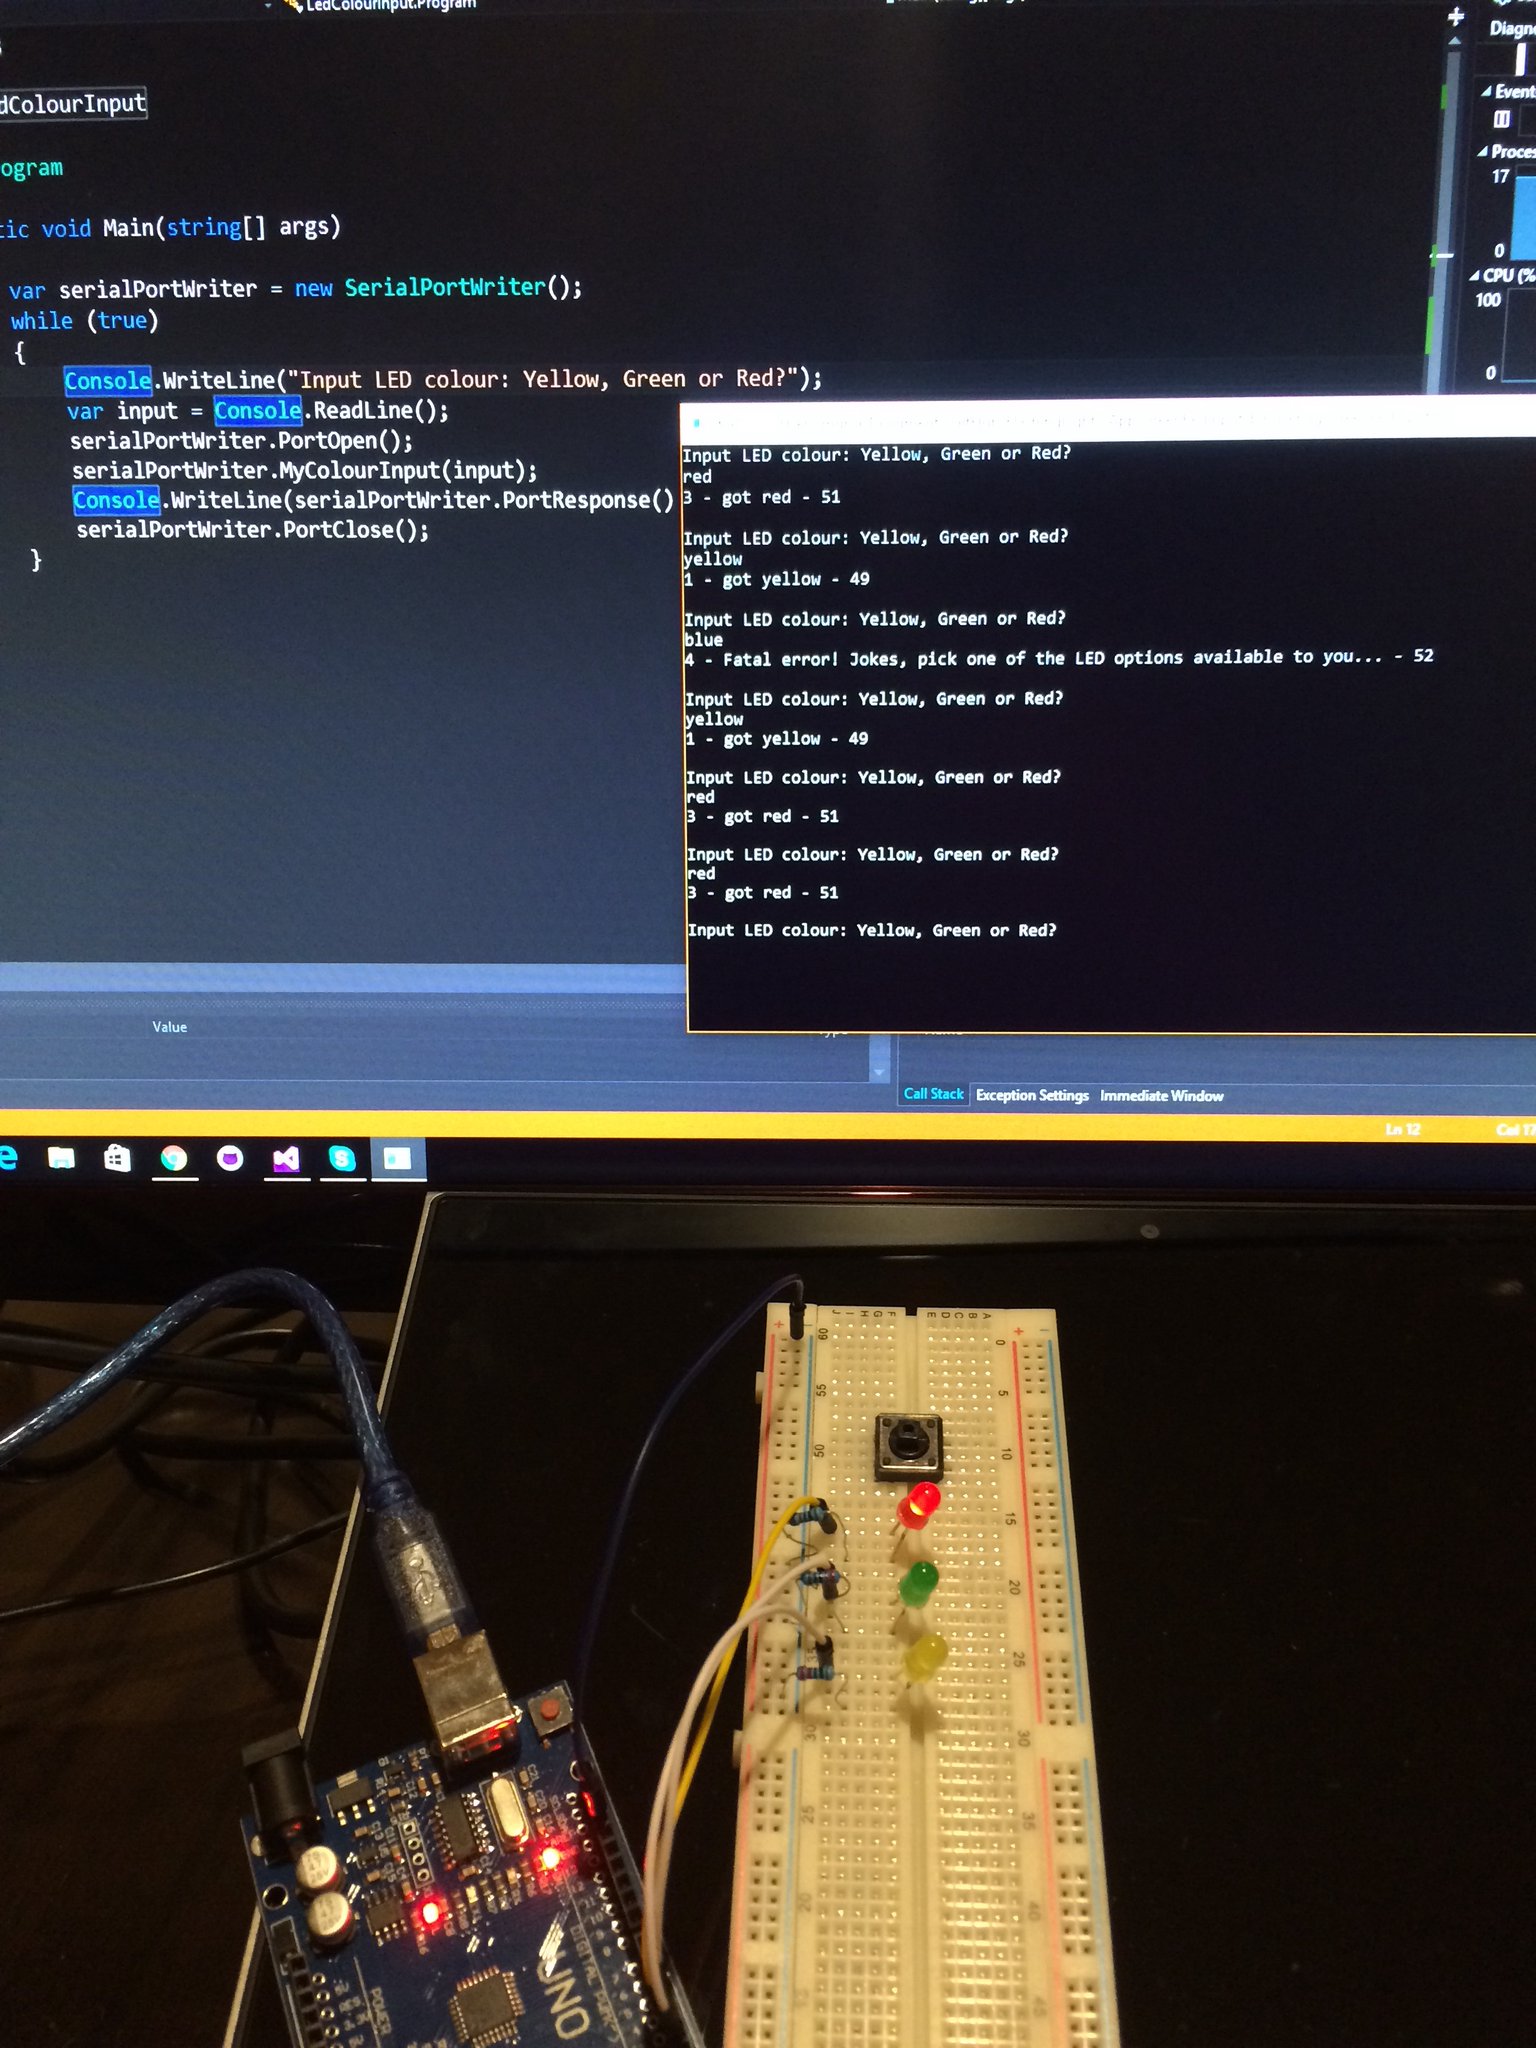 LedColourInput.Program
Diagn
dColourInput
Event
ogram
Proces
17
tic void Main(string[] args)
0
CPU (%
var serialPortWriter = new SerialPortWriter();
100
while (true)
{
0
Console.WriteLine("Input LED colour: Yellow, Green or Red?");
var input = Console.ReadLine();
serialPortWriter.PortOpen();
serialPortWriter.MyColourInput(input);
Console.WriteLine(serialPortWriter.PortResponse()
serialPortWriter.PortClose();
}
Input LED colour: Yellow, Green or Red?
red
3 - got red - 51
Input LED colour: Yellow, Green or Red?
yellow
1 - got yellow - 49
Input LED colour: Yellow, Green or Red?
blue
4 - Fatal error! Jokes, pick one of the LED options available to you... - 52
Input LED colour: Yellow, Green or Red?
yellow
1 - got yellow - 49
Input LED colour: Yellow, Green or Red?
red
3 - got red - 51
Input LED colour: Yellow, Green or Red?
red
3 - got red - 51
Input LED colour: Yellow, Green or Red?
Value
Call Stack Exception Settings Immediate Window
Ln 12 Col 17
J I H G F E D C B A
60 0
55 5
50 10
15
20
25
30 30
25 35
20 40
45
UNO
DIGITAL
POWER